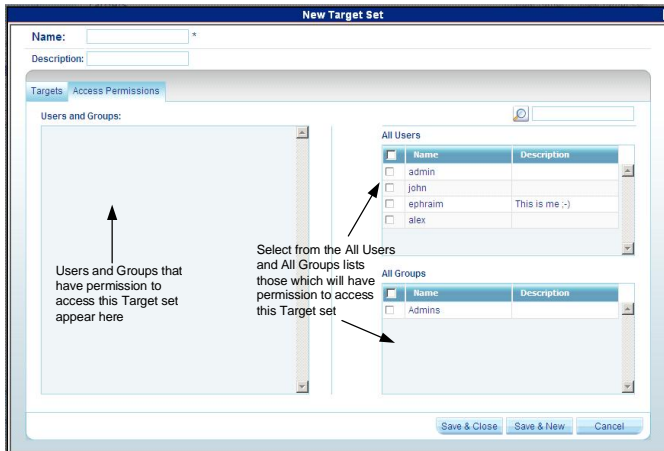 New Target Set
Name: *
Description:
Targets Access Permissions
Users and Groups:
All Users
Name Description
admin
john
ephraim This is me ;-)
alex
Users and Groups that
have permission to
access this Target set
appear here
Select from the All Users
and All Groups lists
those which will have
permission to access
this Target set
All Groups
Name Description
Admins
Save & Close Save & New Cancel